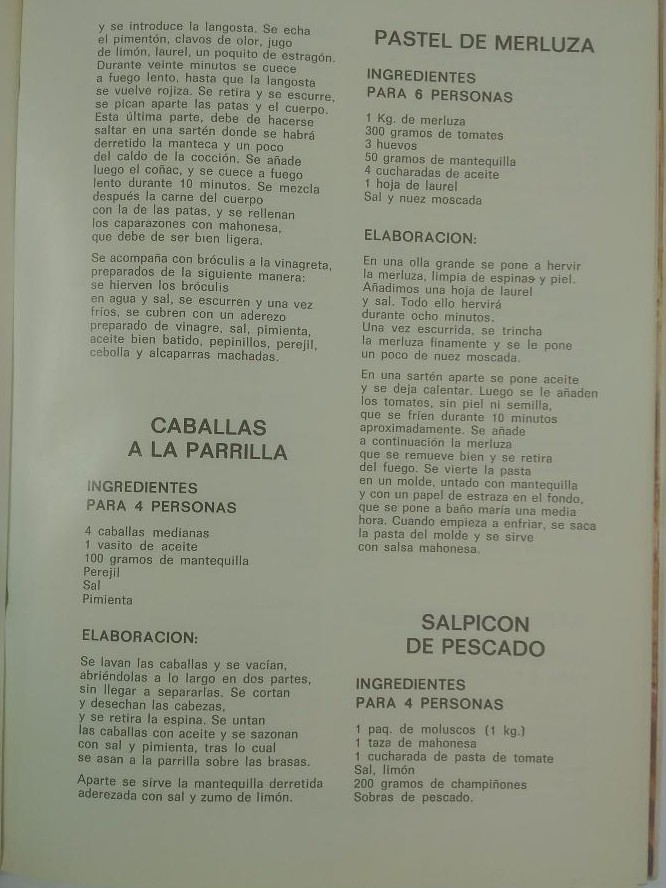 y se introduce la langosta. Se echa
el pimentón, clavos de olor, jugo
de limón, laurel, un poquito de estragón.
Durante veinte minutos se cuece
a fuego lento, hasta que la langosta
se vuelve rojiza. Se retira y se escurre,
se pican aparte las patas y el cuerpo.
Esta última parte, debe de hacerse
saltar en una sartén donde se habrá
derretido la manteca y un poco
del caldo de la cocción. Se añade
luego el coñac, y se cuece a fuego
lento durante 10 minutos. Se mezcla
después la carne del cuerpo
con la de las patas, y se rellenan
los caparazones con mahonesa,
que debe de ser bien ligera.
Se acompaña con bróculis a la vinagreta,
preparados de la siguiente manera:
se hierven los bróculis
en agua y sal, se escurren y una vez
fríos, se cubren con un aderezo
preparado de vinagre, sal, pimienta,
aceite bien batido, pepinillos, perejil,
cebolla y alcaparras machadas.
CABALLAS
A LA PARRILLA
INGREDIENTES
PARA 4 PERSONAS
4 caballas medianas
1 vasito de aceite
100 gramos de mantequilla
Perejil
Sal
Pimienta
ELABORACION:
Se lavan las caballas y se vacían,
abriéndolas a lo largo en dos partes,
sin llegar a separarlas. Se cortan
y desechan las cabezas,
y se retira la espina. Se untan
las caballas con aceite y se sazonan
con sal y pimienta, tras lo cual
se asan a la parrilla sobre las brasas.
Aparte se sirve la mantequilla derretida
aderezada con sal y zumo de limón.
PASTEL DE MERLUZA
INGREDIENTES
PARA 6 PERSONAS
1 Kg. de merluza
300 gramos de tomates
3 huevos
50 gramos de mantequilla
4 cucharadas de aceite
1 hoja de laurel
Sal y nuez moscada
ELABORACION:
En una olla grande se pone a hervir
la merluza, limpia de espinas y piel.
Añadimos una hoja de laurel
y sal. Todo ello hervirá
durante ocho minutos.
Una vez escurrida, se trincha
la merluza finamente y se le pone
un poco de nuez moscada.
En una sartén aparte se pone aceite
y se deja calentar. Luego se le añaden
los tomates, sin piel ni semilla,
que se fríen durante 10 minutos
aproximadamente. Se añade
a continuación la merluza
que se remueve bien y se retira
del fuego. Se vierte la pasta
en un molde, untado con mantequilla
y con un papel de estraza en el fondo,
que se pone a baño maría una media
hora. Cuando empieza a enfriar, se saca
la pasta del molde y se sirve
con salsa mahonesa.
SALPICON
DE PESCADO
INGREDIENTES
PARA 4 PERSONAS
1 paq. de moluscos (1 kg.)
1 taza de mahonesa
1 cucharada de pasta de tomate
Sal, limón
200 gramos de champiñones
Sobras de pescado.